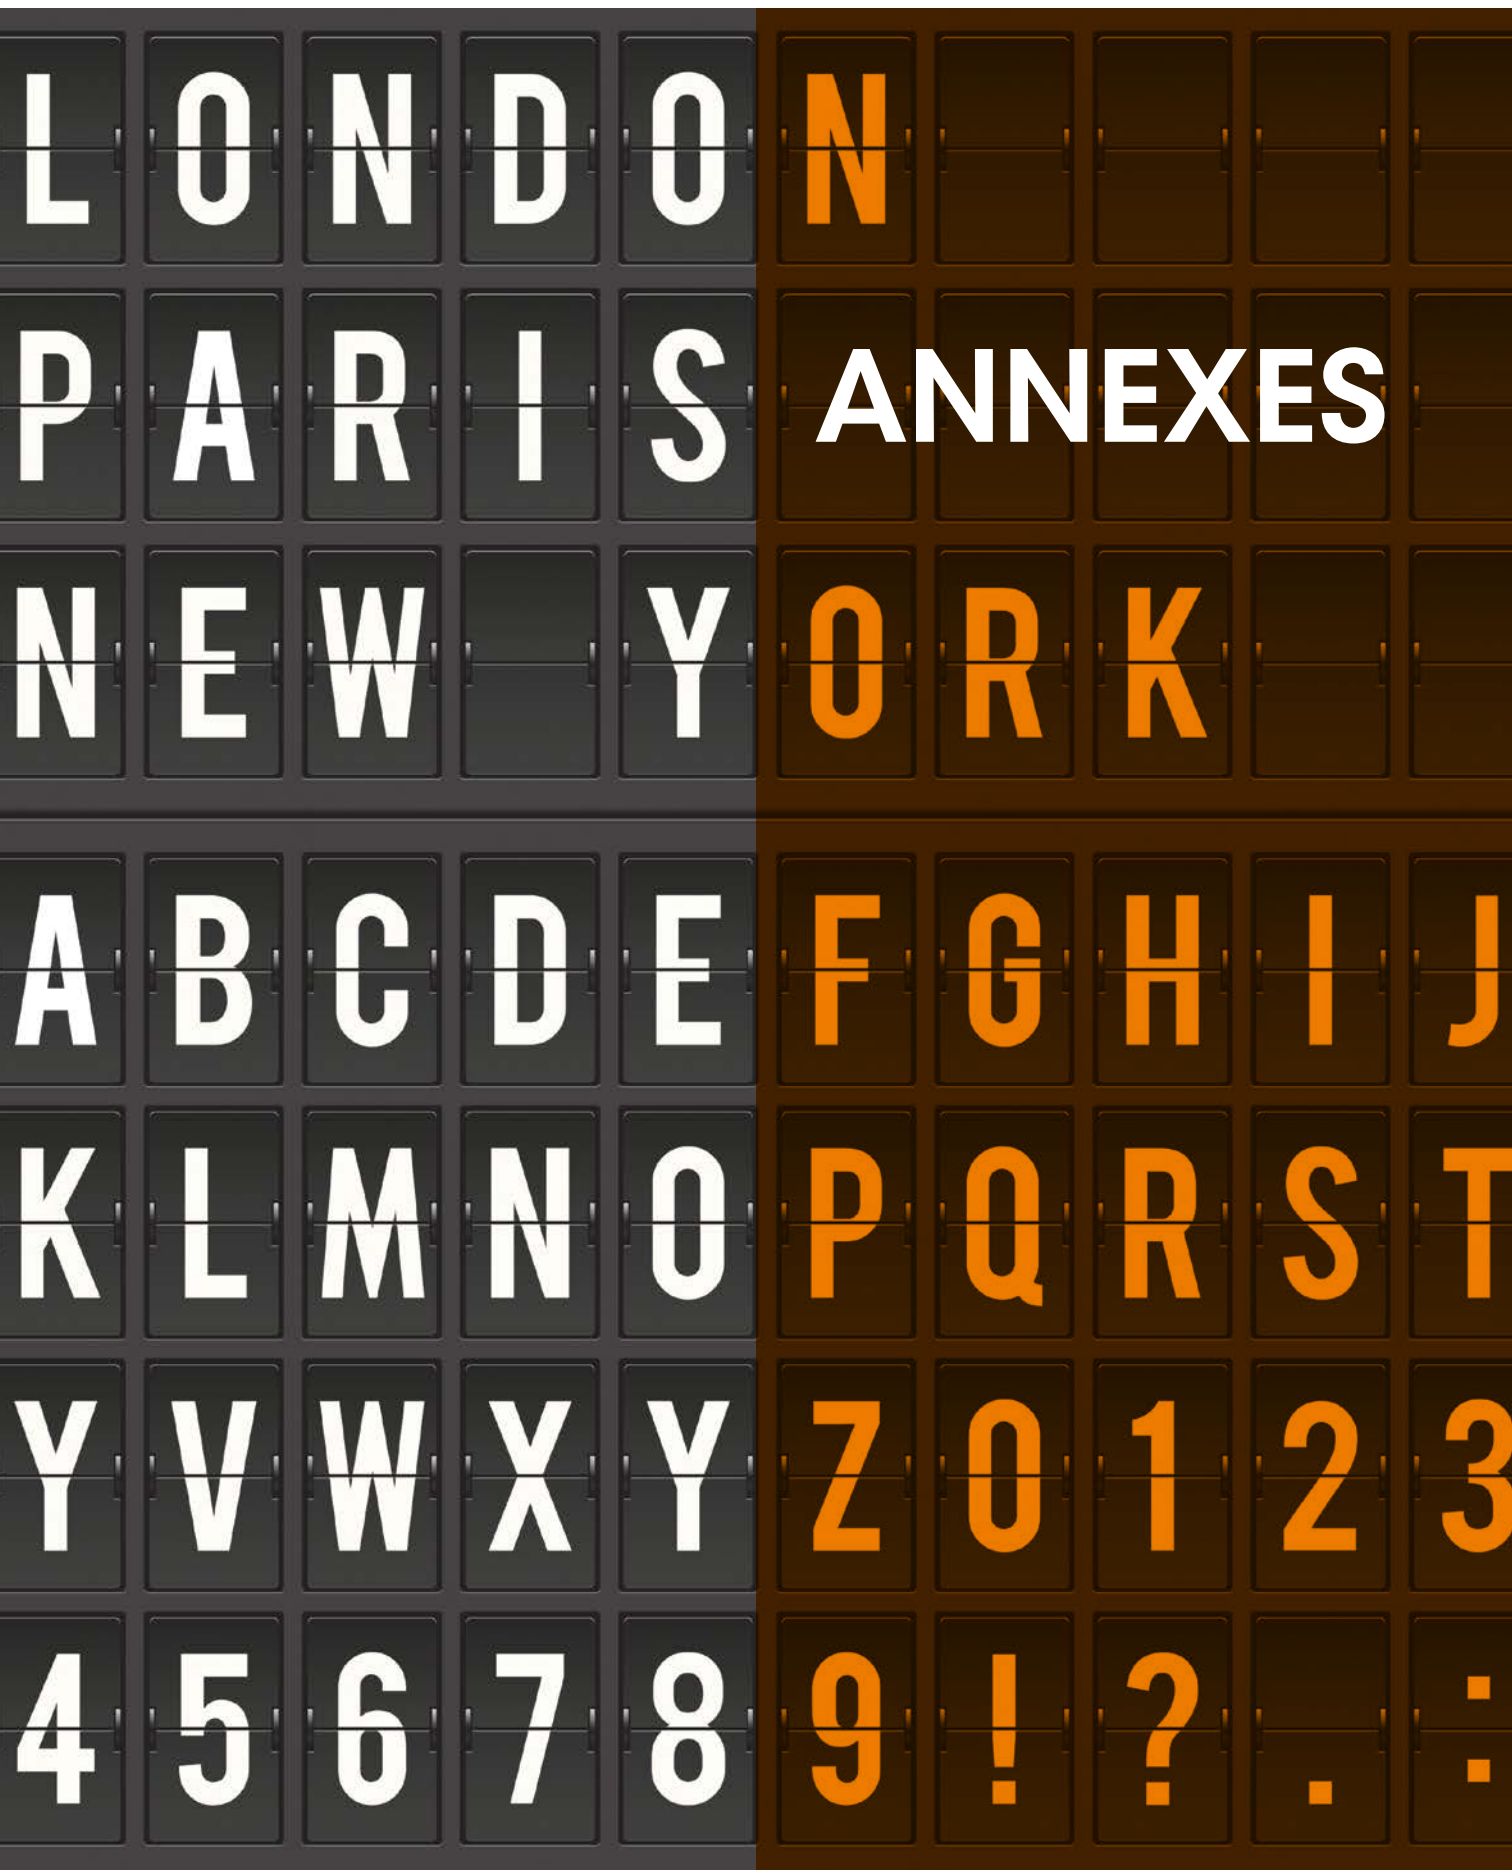 LONDON
PARIS
ANNEXES
NEW YORK
ABCDEFGHIJ
KLMNOPQRST
YVWXYZ0123
456789!?.: